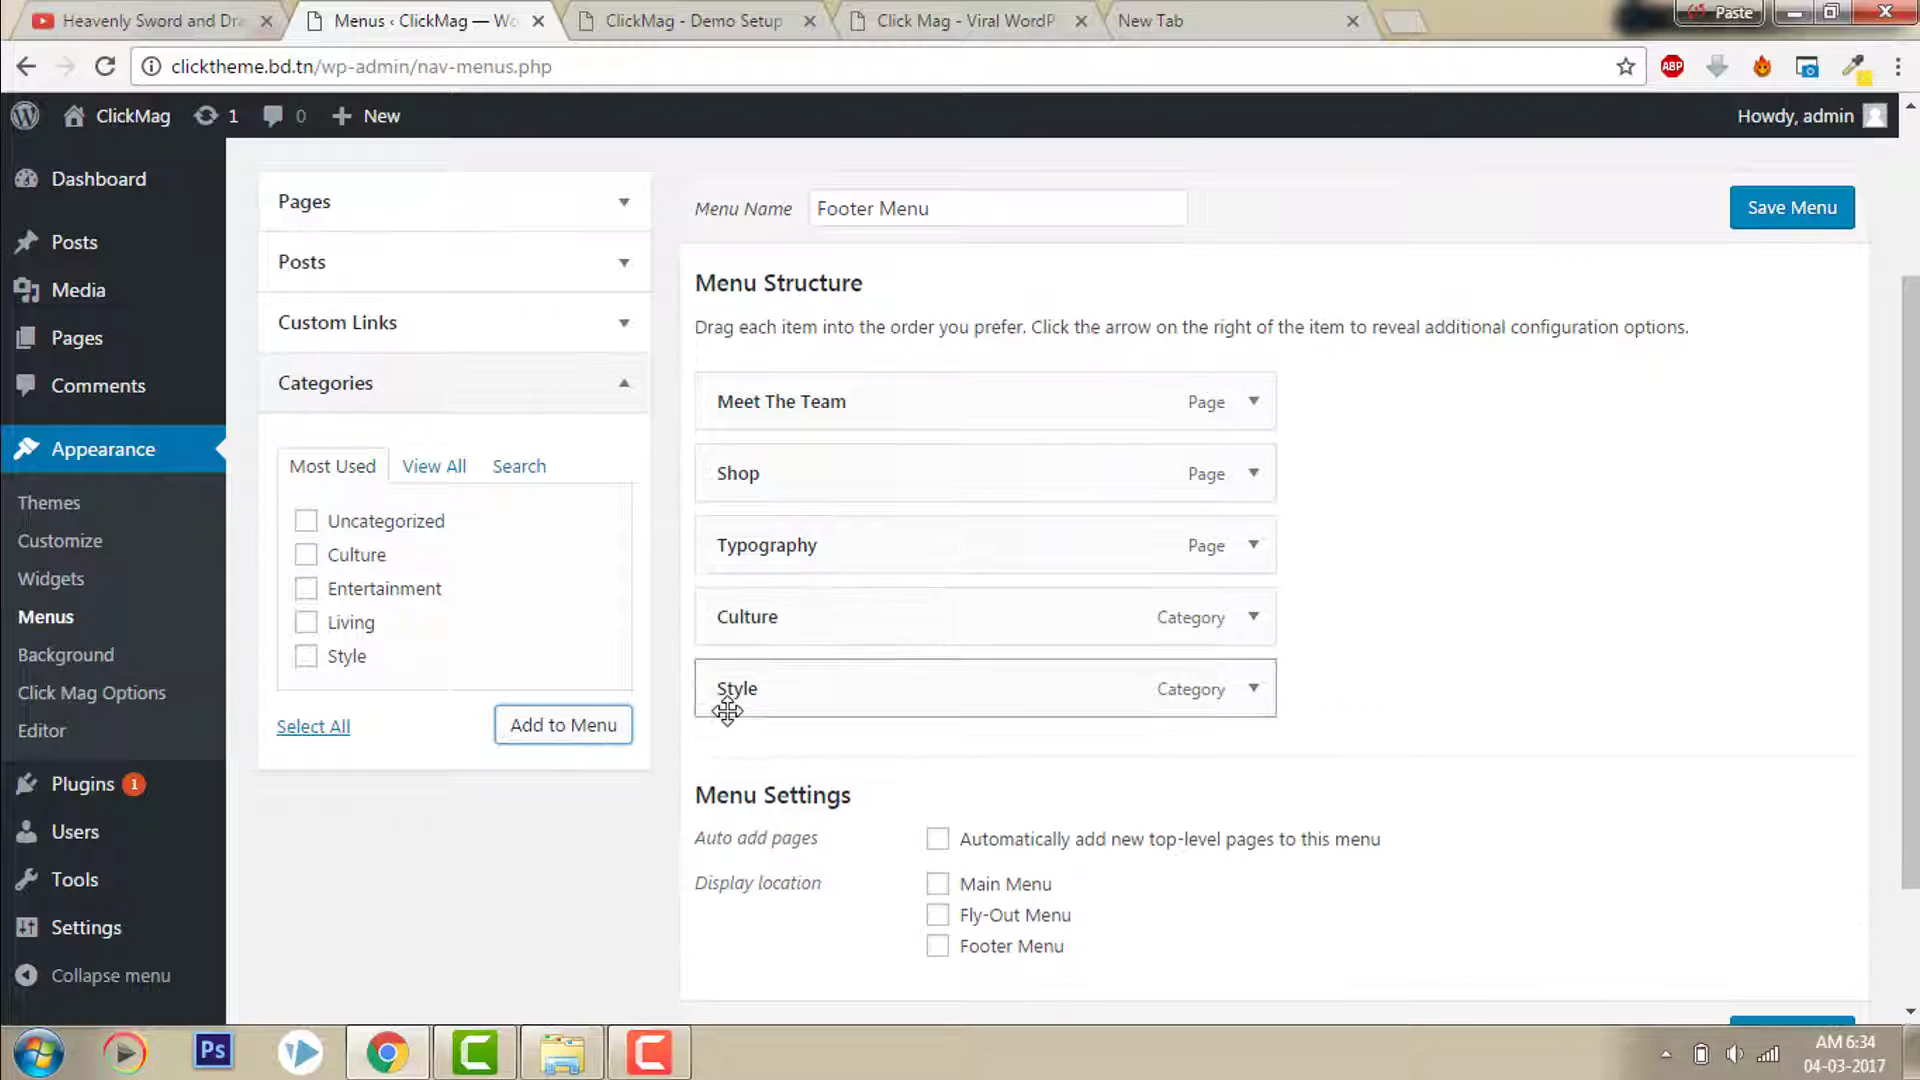 Heavenly Sword and Dra
Menus ‹ ClickMag — Wo
ClickMag - Demo Setup
Click Mag - Viral WordP
New Tab
Paste
clicktheme.bd.tn/wp-admin/nav-menus.php
ABP
ClickMag
1
0
New
Howdy, admin
Dashboard
Posts
Media
Pages
Comments
Appearance
Themes
Customize
Widgets
Menus
Background
Click Mag Options
Editor
Plugins 1
Users
Tools
Settings
Collapse menu
Pages
Posts
Custom Links
Categories
Most Used
View All
Search
Uncategorized
Culture
Entertainment
Living
Style
Select All
Add to Menu
Menu Name
Footer Menu
Save Menu
Menu Structure
Drag each item into the order you prefer. Click the arrow on the right of the item to reveal additional configuration options.
Meet The Team Page
Shop Page
Typography Page
Culture Category
Style Category
Menu Settings
Auto add pages
Automatically add new top-level pages to this menu
Display location
Main Menu
Fly-Out Menu
Footer Menu
Ps
AM 6:34
04-03-2017